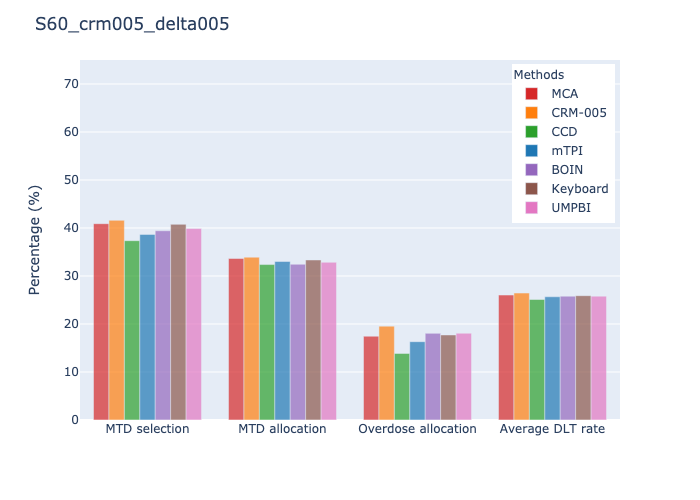 S60_crm005_delta005
Methods
MCA
CRM-005
CCD
mTPI
BOIN
Keyboard
UMPBI
Percentage (%)
70
60
50
40
30
20
10
0
MTD selection
MTD allocation
Overdose allocation
Average DLT rate